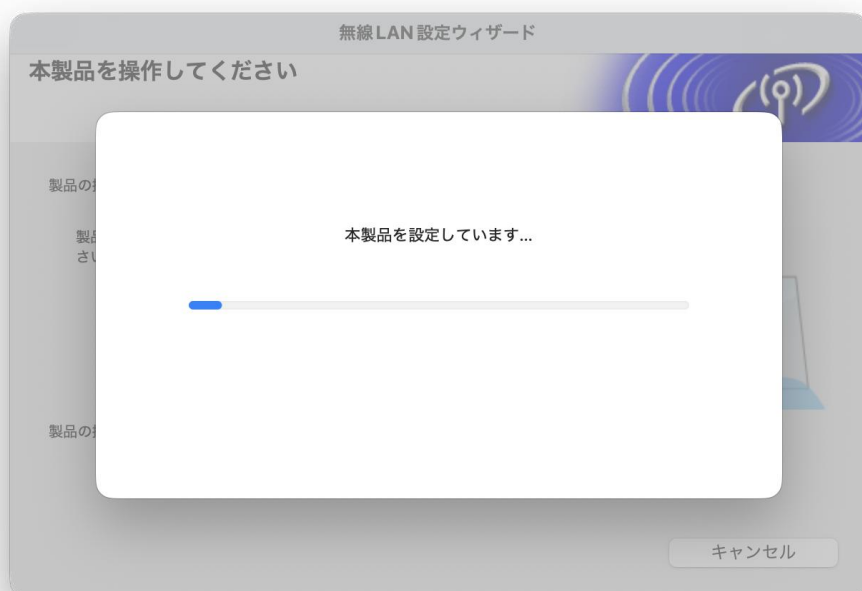 無線LAN設定ウィザード
本製品を操作してください
製品の
本製品を設定しています...
製品
さい
製品の
キャンセル